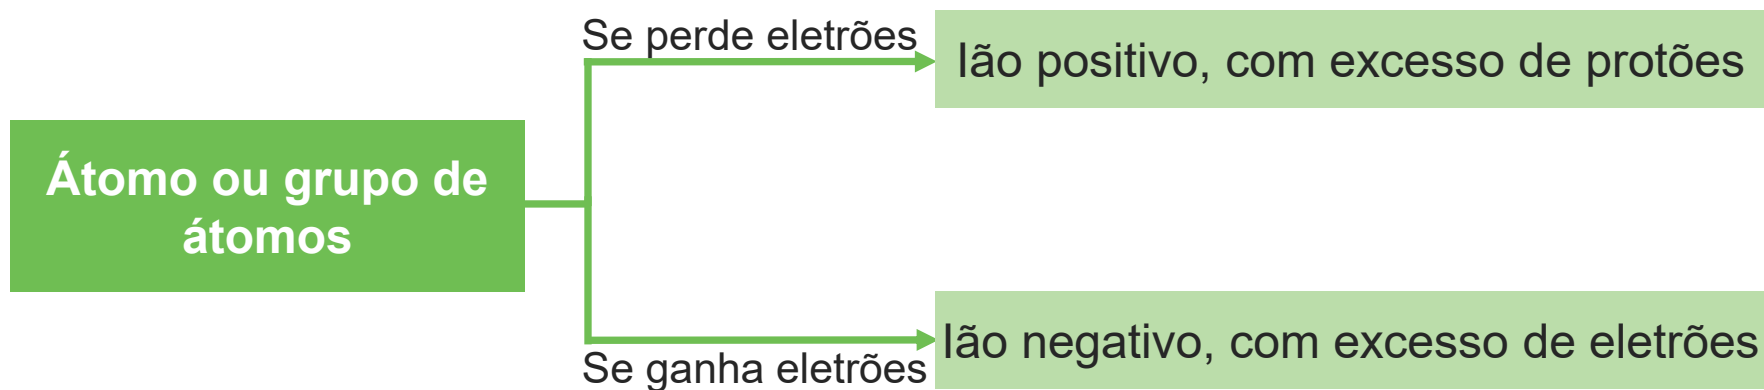 Se perde eletrões
Ião positivo, com excesso de protões
Átomo ou grupo de
átomos
Ião negativo, com excesso de eletrões
Se ganha eletrões